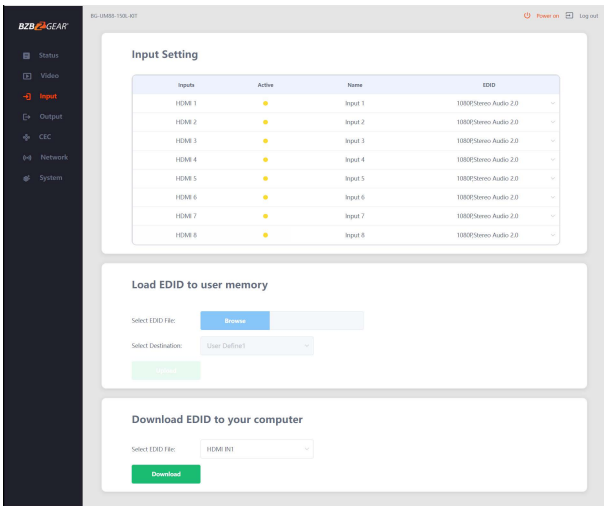 BZBGEAR
BG-UM88-150L-KIT
Power on
Log out
Status
Video
Input
Output
CEC
Network
System
Input Setting
Inputs Active Name EDID
HDMI 1 Input 1 1080P,Stereo Audio 2.0
HDMI 2 Input 2 1080P,Stereo Audio 2.0
HDMI 3 Input 3 1080P,Stereo Audio 2.0
HDMI 4 Input 4 1080P,Stereo Audio 2.0
HDMI 5 Input 5 1080P,Stereo Audio 2.0
HDMI 6 Input 6 1080P,Stereo Audio 2.0
HDMI 7 Input 7 1080P,Stereo Audio 2.0
HDMI 8 Input 8 1080P,Stereo Audio 2.0
Load EDID to user memory
Select EDID File: Browse
Select Destination: User Define1
Download EDID to your computer
Select EDID File: HDMI IN1
Download